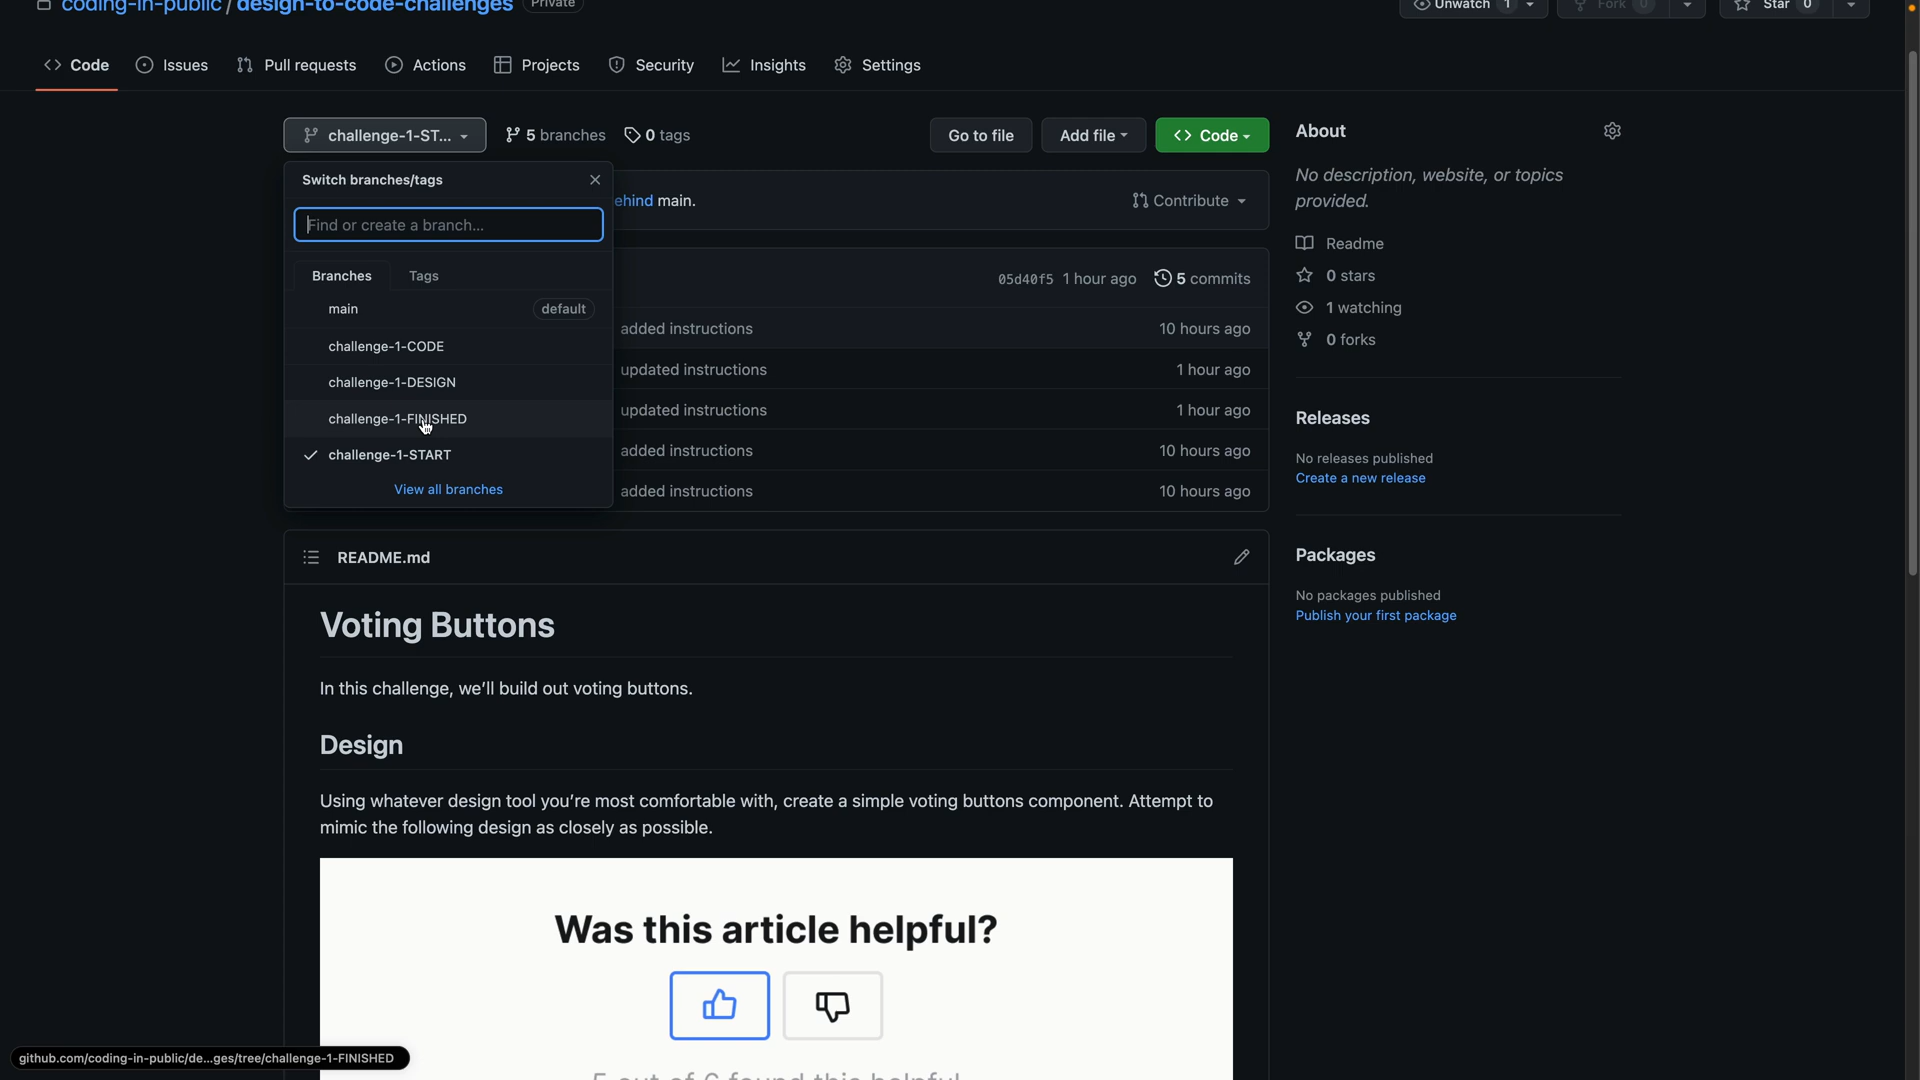 coding-in-public / design-to-code-challenges Private
Unwatch 1
Fork 0
Star 0
Code
Issues
Pull requests
Actions
Projects
Security
Insights
Settings
challenge-1-ST...
5 branches
0 tags
Go to file
Add file
Code
Switch branches/tags
Find or create a branch...
Branches
Tags
main default
challenge-1-CODE
challenge-1-DESIGN
challenge-1-FINISHED
challenge-1-START
View all branches
ehind main.
Contribute
05d40f5 1 hour ago 5 commits
added instructions 10 hours ago
updated instructions 1 hour ago
updated instructions 1 hour ago
added instructions 10 hours ago
added instructions 10 hours ago
README.md
Voting Buttons
In this challenge, we'll build out voting buttons.
Design
Using whatever design tool you're most comfortable with, create a simple voting buttons component. Attempt to
mimic the following design as closely as possible.
Was this article helpful?
5 out of 6 found this helpful
About
No description, website, or topics
provided.
Readme
0 stars
1 watching
0 forks
Releases
No releases published
Create a new release
Packages
No packages published
Publish your first package
github.com/coding-in-public/de...ges/tree/challenge-1-FINISHED